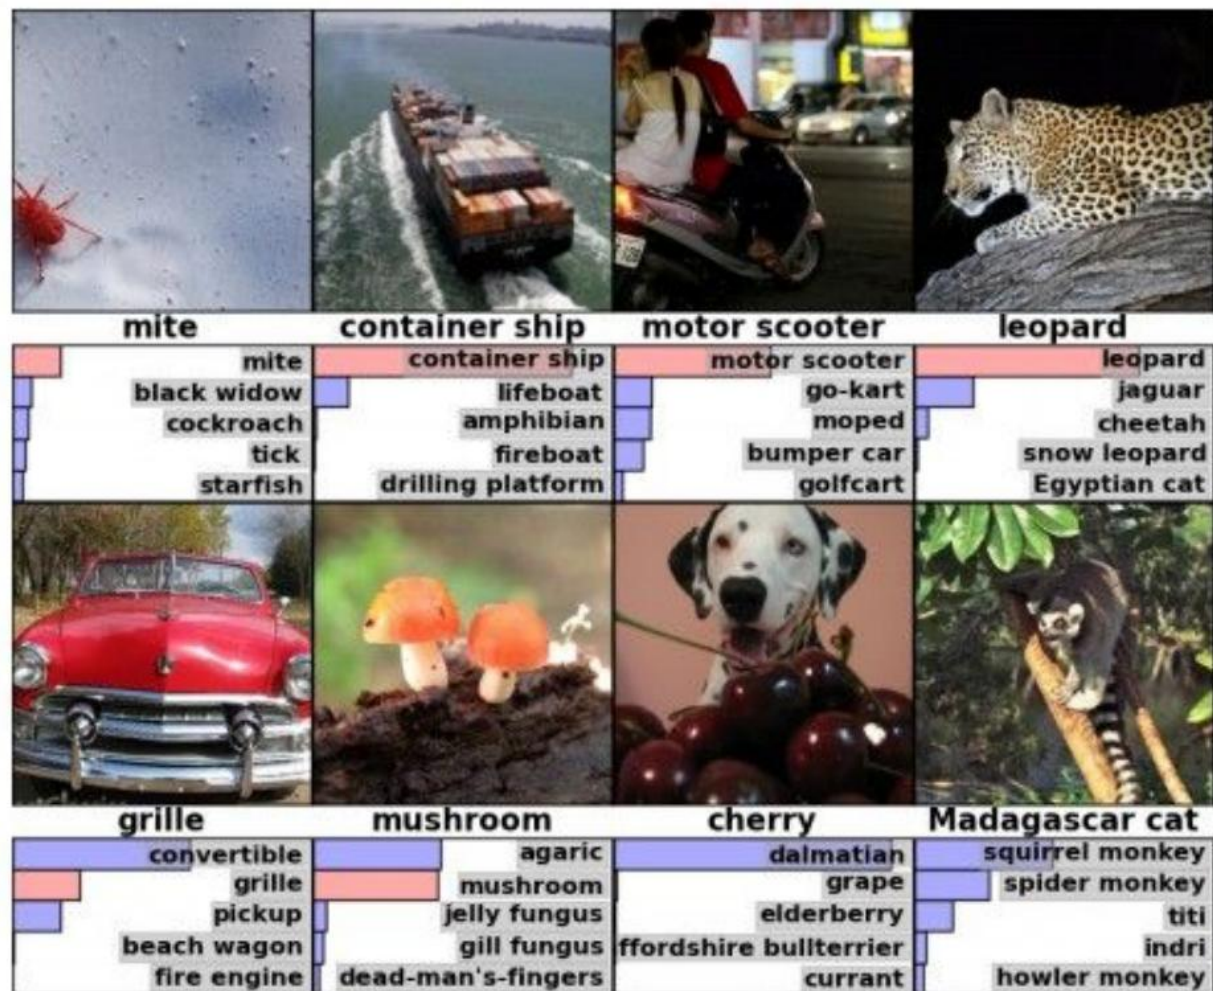 mite
container ship
motor scooter
leopard
mite
black widow
cockroach
tick
starfish
container ship
lifeboat
amphibian
fireboat
drilling platform
motor scooter
go-kart
moped
bumper car
golfcart
leopard
jaguar
cheetah
snow leopard
Egyptian cat
grille
mushroom
cherry
Madagascar cat
convertible
grille
pickup
beach wagon
fire engine
agaric
mushroom
jelly fungus
gill fungus
dead-man's-fingers
dalmatian
grape
elderberry
ffordshire bullterrier
currant
squirrel monkey
spider monkey
titi
indri
howler monkey